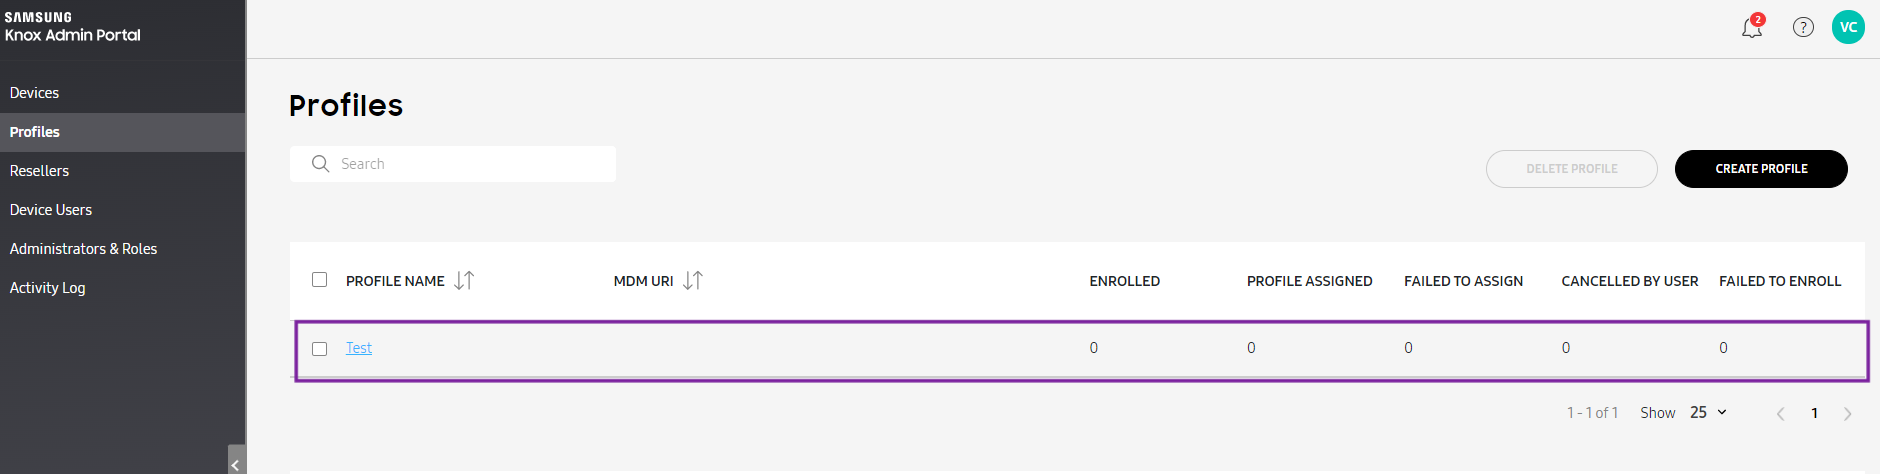 SAMSUNG
Knox Admin Portal
2
?
VC
Devices
Profiles
Resellers
Device Users
Administrators & Roles
Activity Log
Profiles
Search
DELETE PROFILE
CREATE PROFILE
PROFILE NAME MDM URI ENROLLED PROFILE ASSIGNED FAILED TO ASSIGN CANCELLED BY USER FAILED TO ENROLL
Test 0 0 0 0 0
1 - 1 of 1 Show 25 1